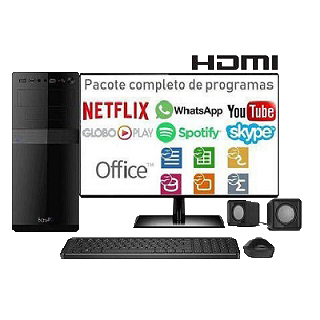 HDMI
Pacote completo de programas
NETFLIX WhatsApp YouTube
GLOBO PLAY Spotify skype
Office